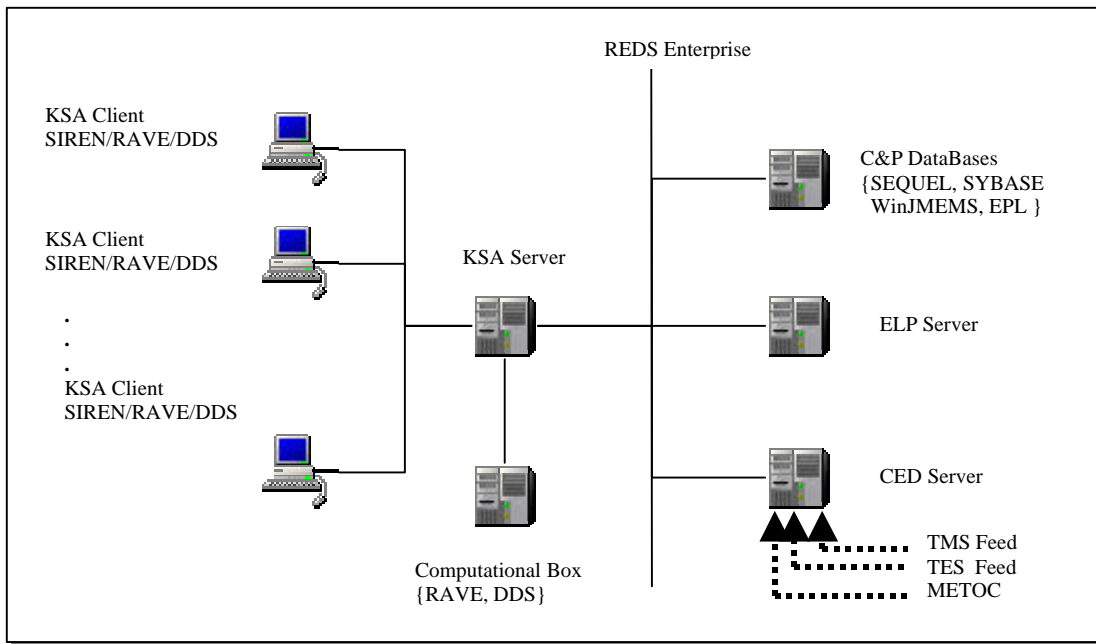 REDS Enterprise
KSA Client
SIREN/RAVE/DDS
KSA Client
SIREN/RAVE/DDS
.
.
.
KSA Client
SIREN/RAVE/DDS
KSA Server
Computational Box
{RAVE, DDS}
C&P DataBases
{SEQUEL, SYBASE
WinJMEMS, EPL }
ELP Server
CED Server
TMS Feed
TES Feed
METOC